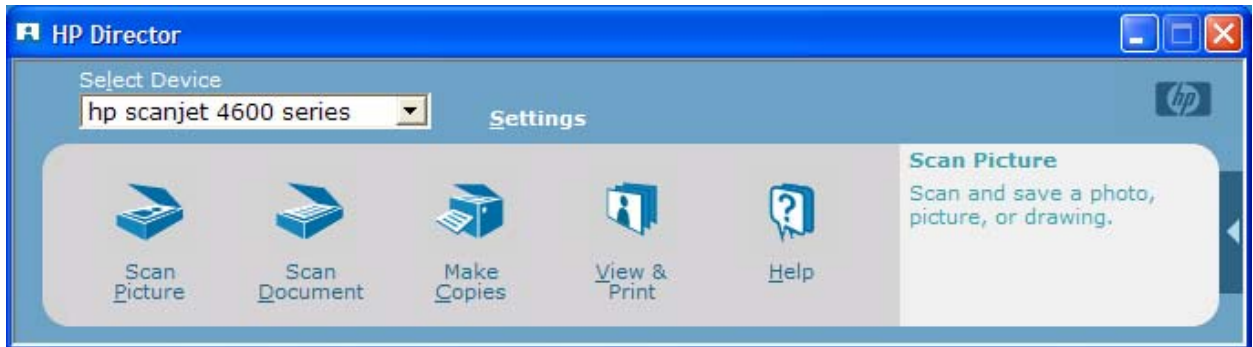 HP Director
Select Device
hp scanjet 4600 series
Settings
hp
Scan Picture
Scan and save a photo,
picture, or drawing.
Scan
Picture
Scan
Document
Make
Copies
View &
Print
Help